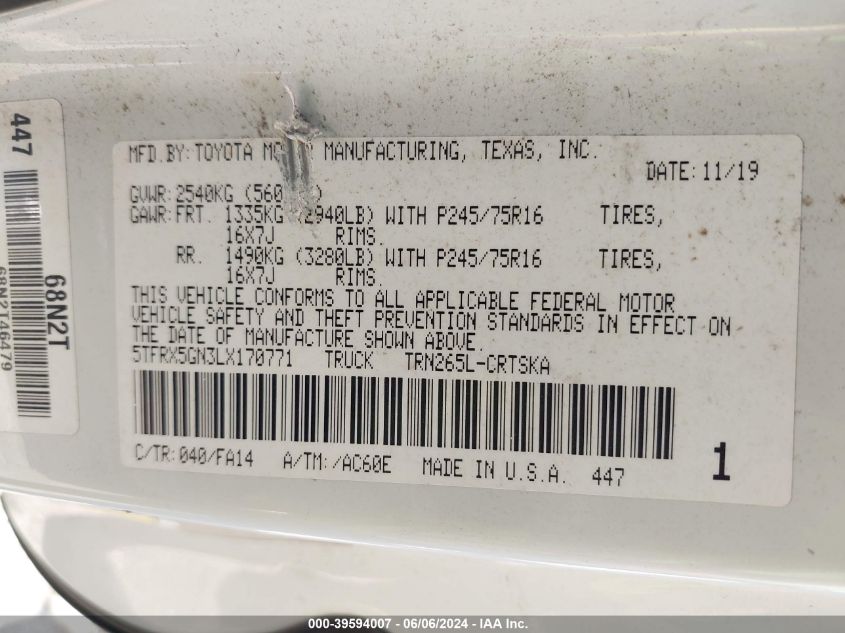 447
68N2T
68N2T46479
MFD.BY: TOYOTA MANUFACTURING, TEXAS, INC.
DATE: 11/19
GVWR: 2540KG
GAWR: FRT. 1335KG (2940LB) WITH P245/75R16 TIRES,
16X7J RIMS.
RR. 1490KG (3280LB) WITH P245/75R16 TIRES,
16X7J RIMS.
THIS VEHICLE CONFORMS TO ALL APPLICABLE FEDERAL MOTOR
VEHICLE SAFETY AND THEFT PREVENTION STANDARDS IN EFFECT ON
THE DATE OF MANUFACTURE SHOWN ABOVE.
5TFRX5GN3LX170771 TRUCK TRN265L-CRTSKA
C/TR: 040/FA14 A/TM: /AC60E MADE IN U.S.A. 447 1
000-39594007 - 06/06/2024 - IAA Inc.